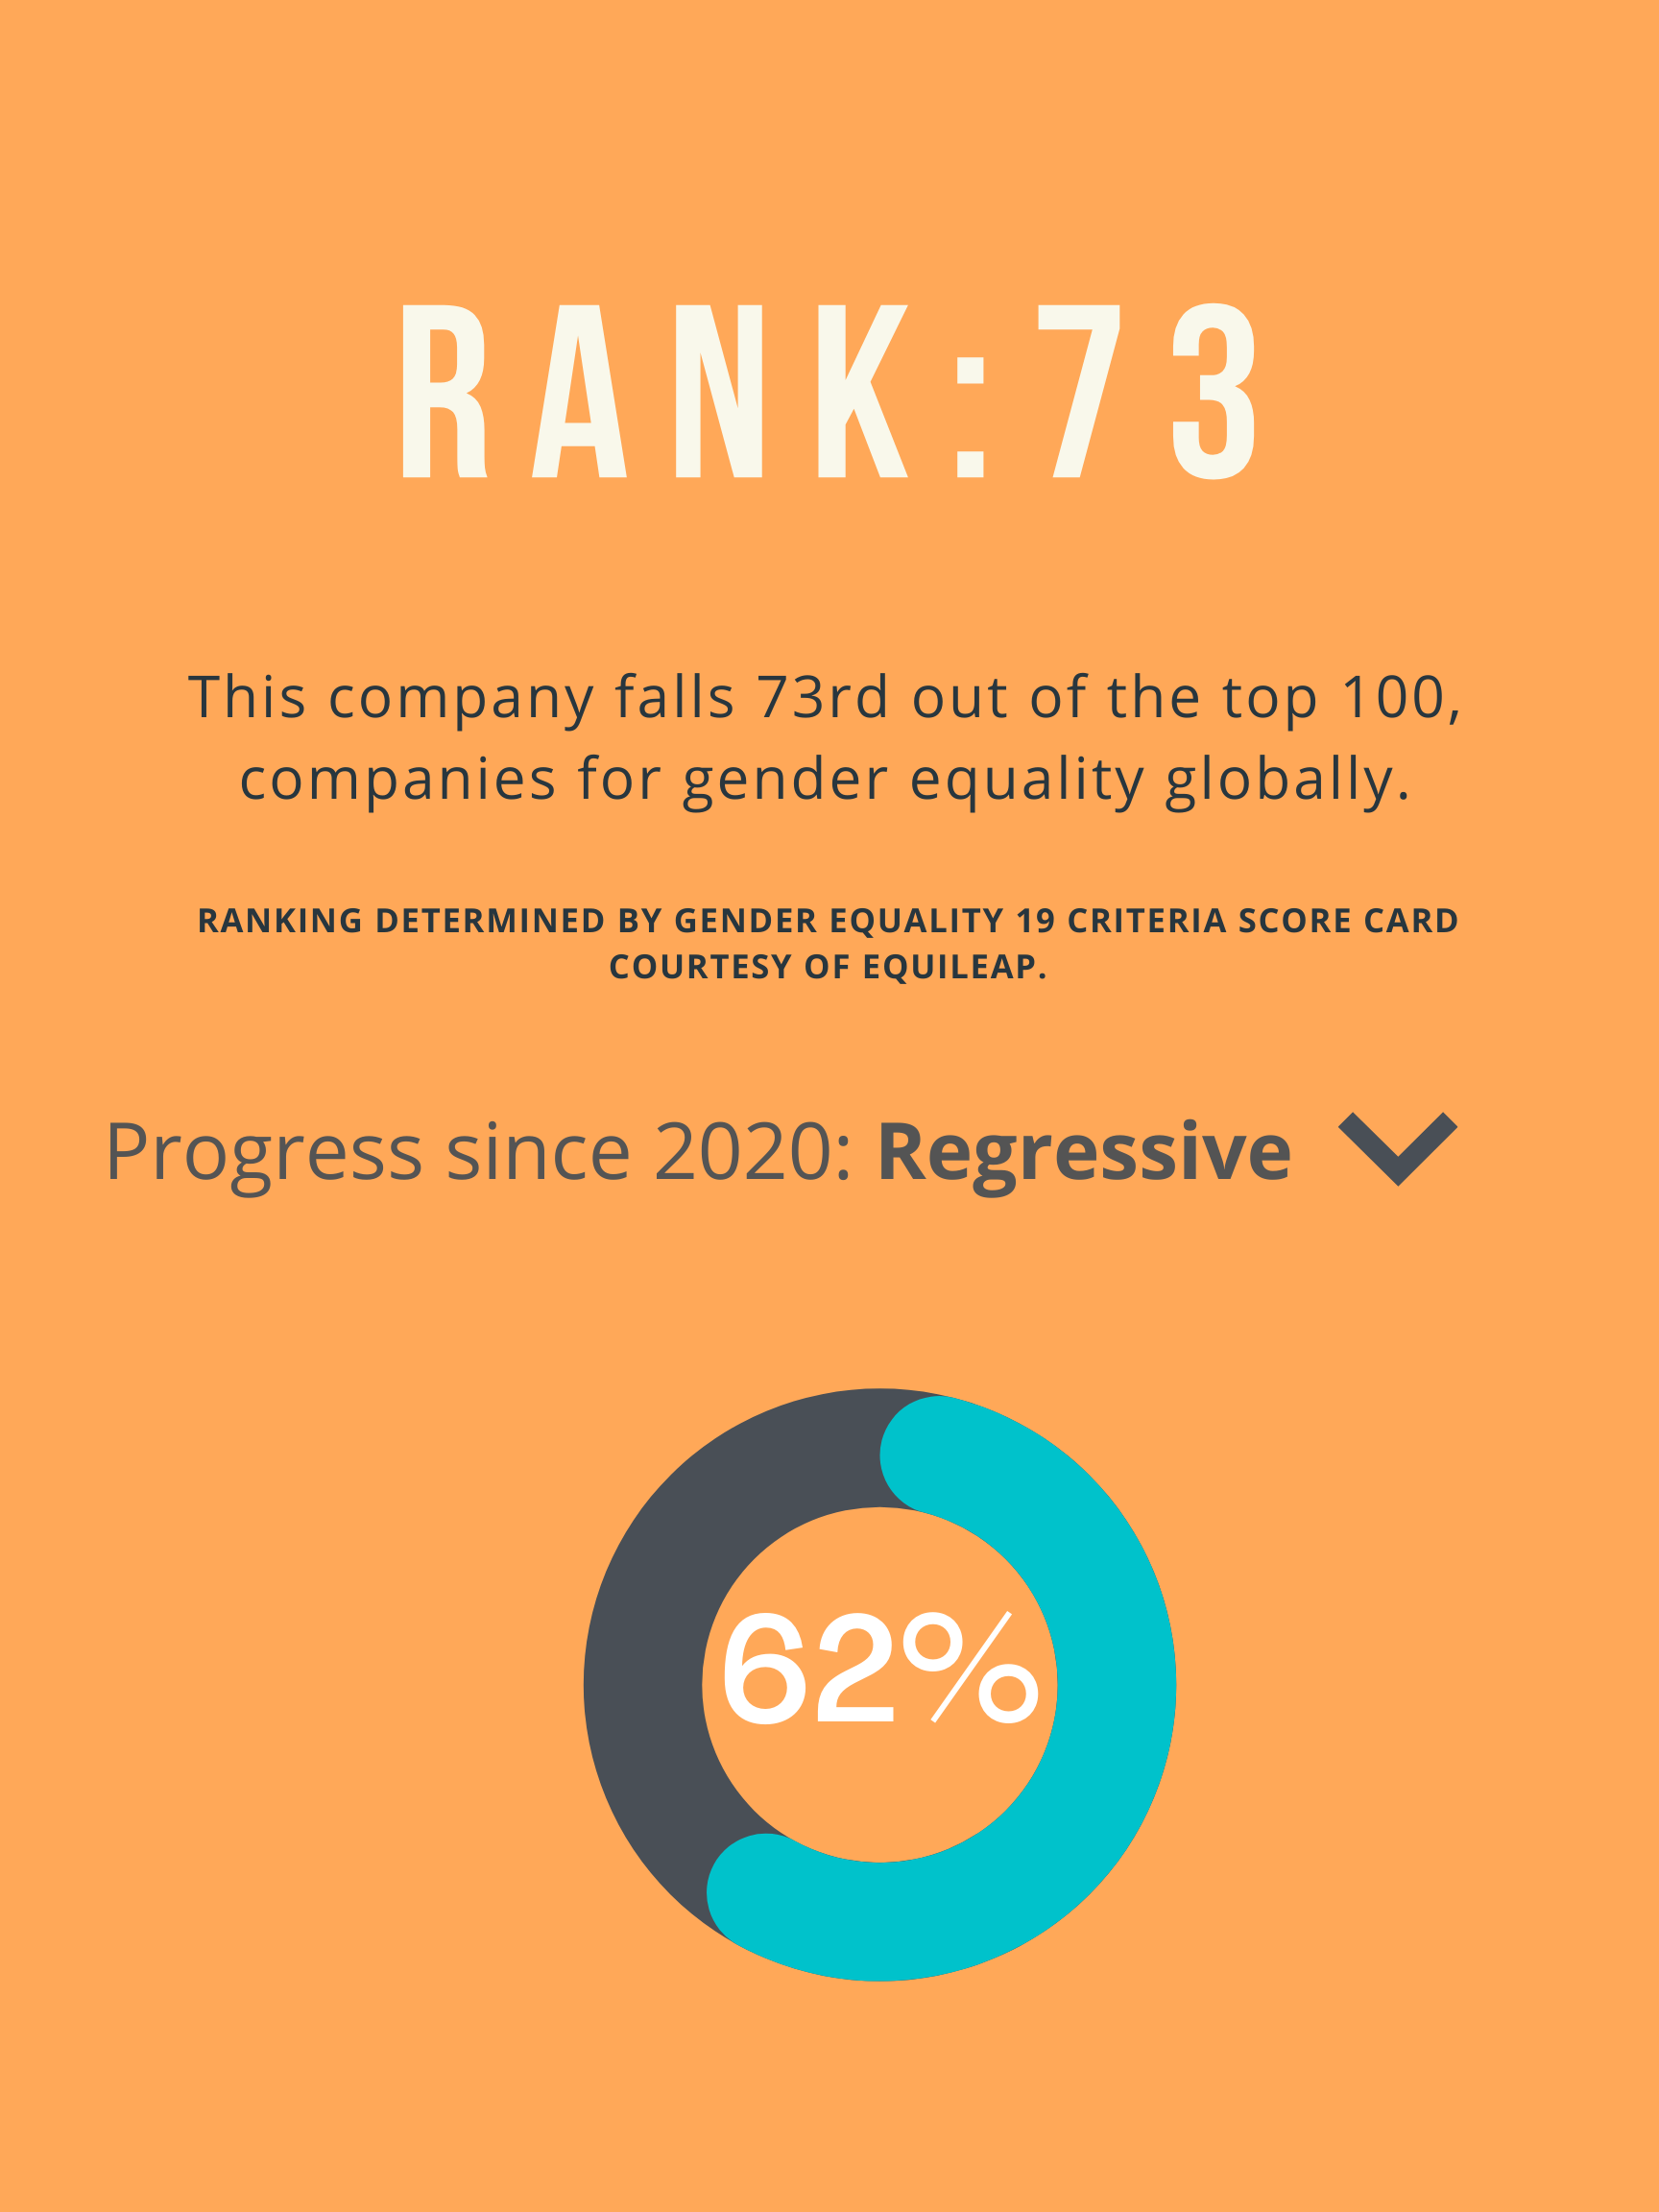 RANK:73
This company falls 73rd out of the top 100,
companies for gender equality globally.
RANKING DETERMINED BY GENDER EQUALITY 19 CRITERIA SCORE CARD
COURTESY OF EQUILEAP.
Progress since 2020: Regressive
62%